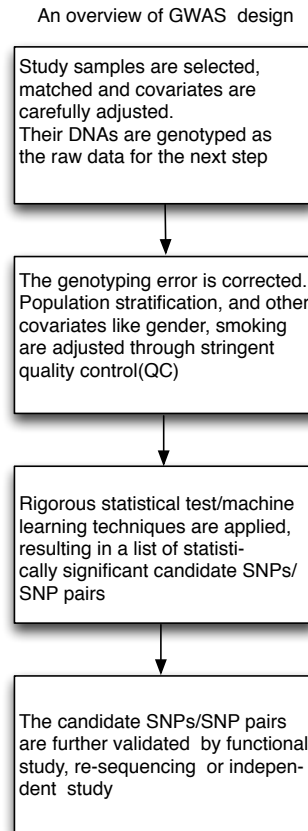 An overview of GWAS design
Study samples are selected,
matched and covariates are
carefully adjusted.
Their DNAs are genotyped as
the raw data for the next step
The genotyping error is corrected.
Population stratification, and other
covariates like gender, smoking
are adjusted through stringent
quality control(QC)
Rigorous statistical test/machine
learning techniques are applied,
resulting in a list of statisti-
cally significant candidate SNPs/
SNP pairs
The candidate SNPs/SNP pairs
are further validated by functional
study, re-sequencing or indepen-
dent study